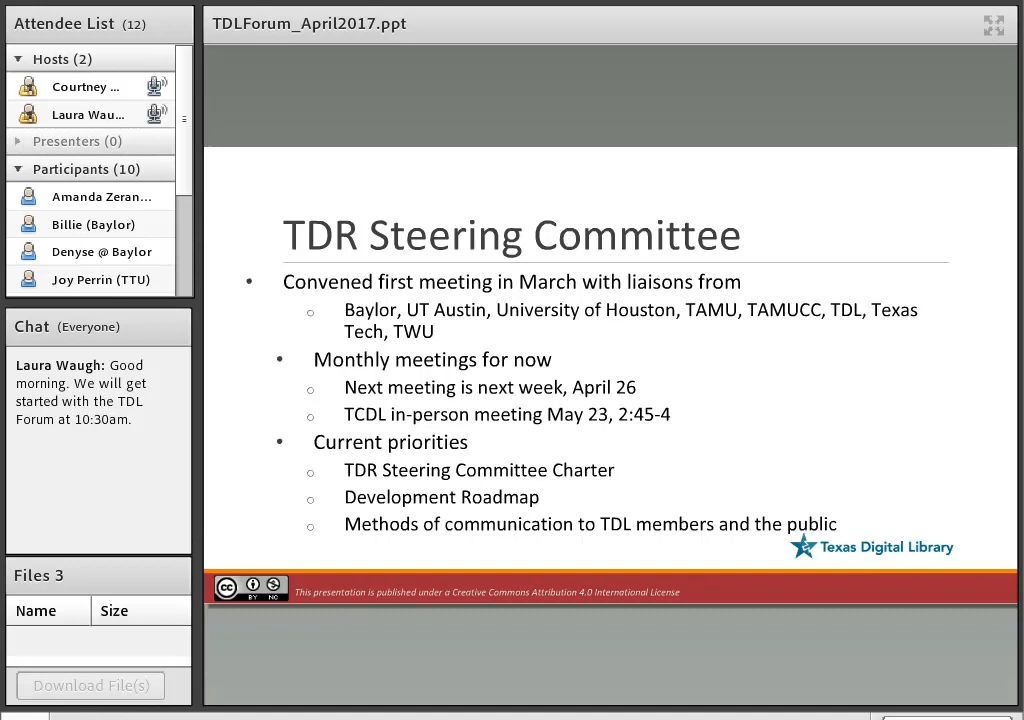 Attendee List (12)
Hosts (2)
Courtney ...
Laura Wau...
Presenters (0)
Participants (10)
Amanda Zeran...
Billie (Baylor)
Denyse @ Baylor
Joy Perrin (TTU)
Chat (Everyone)
Laura Waugh: Good
morning. We will get
started with the TDL
Forum at 10:30am.
Files 3
Name Size
Download File(s)
TDLForum_April2017.ppt
TDR Steering Committee
• Convened first meeting in March with liaisons from
○ Baylor, UT Austin, University of Houston, TAMU, TAMUCC, TDL, Texas
Tech, TWU
• Monthly meetings for now
○ Next meeting is next week, April 26
○ TCDL in-person meeting May 23, 2:45-4
• Current priorities
○ TDR Steering Committee Charter
○ Development Roadmap
○ Methods of communication to TDL members and the public
Texas Digital Library
cc BY NC
This presentation is published under a Creative Commons Attribution 4.0 International License